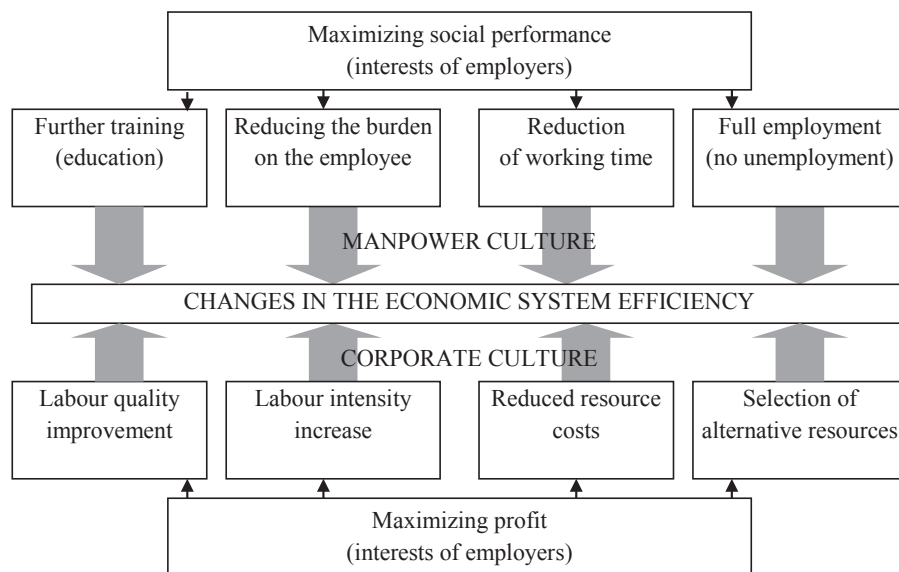 Maximizing social performance
(interests of employers)
Further training
(education)
Reducing the burden
on the employee
Reduction
of working time
Full employment
(no unemployment)
MANPOWER CULTURE
CHANGES IN THE ECONOMIC SYSTEM EFFICIENCY
CORPORATE CULTURE
Labour quality
improvement
Labour intensity
increase
Reduced resource
costs
Selection of
alternative resources
Maximizing profit
(interests of employers)